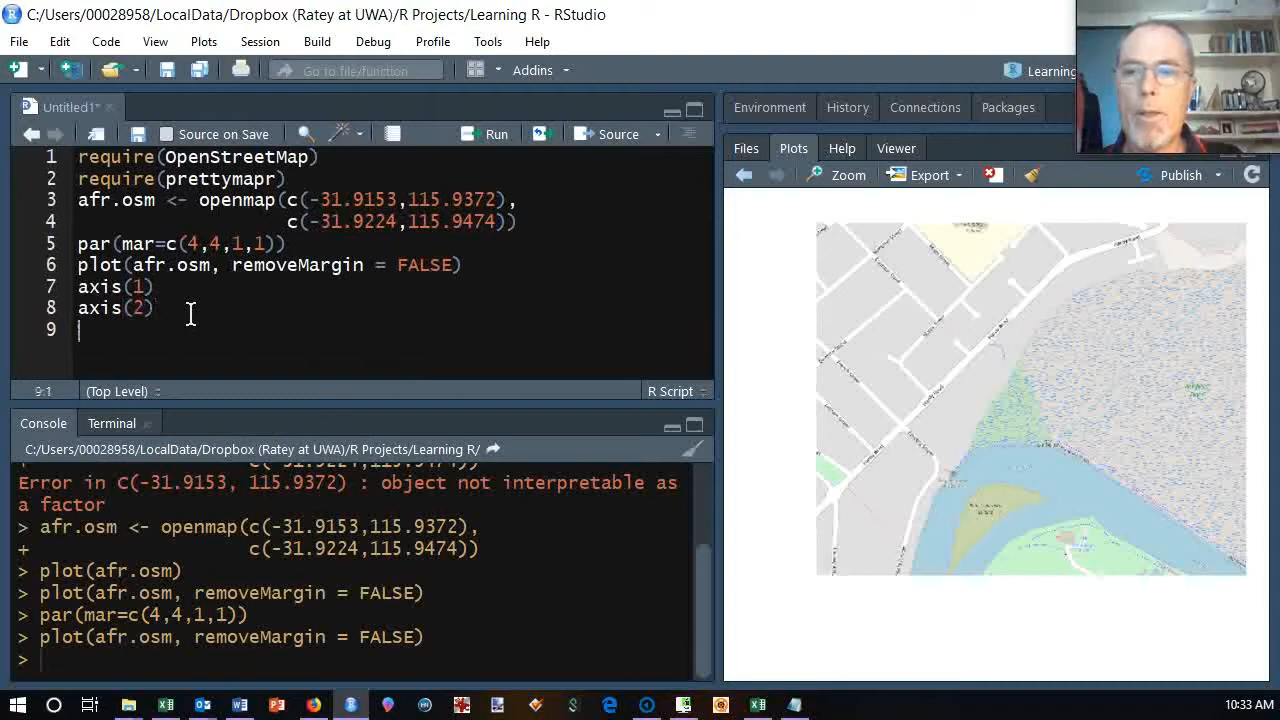 C:/Users/00028958/LocalData/Dropbox (Ratey at UWA)/R Projects/Learning R - RStudio
File Edit Code View Plots Session Build Debug Profile Tools Help
Go to file/function Addins Learning
Untitled1*
Source on Save Run Source
1 require(OpenStreetMap)
2 require(prettymapr)
3 afr.osm <- openmap(c(-31.9153,115.9372),
4 c(-31.9224,115.9474))
5 par(mar=c(4,4,1,1))
6 plot(afr.osm, removeMargin = FALSE)
7 axis(1)
8 axis(2)
9
9:1 (Top Level) R Script
Console Terminal
C:/Users/00028958/LocalData/Dropbox (Ratey at UWA)/R Projects/Learning R/
+ c(-31.9224,115.9474))
Error in C(-31.9153, 115.9372) : object not interpretable as
a factor
> afr.osm <- openmap(c(-31.9153,115.9372),
+ c(-31.9224,115.9474))
> plot(afr.osm)
> plot(afr.osm, removeMargin = FALSE)
> par(mar=c(4,4,1,1))
> plot(afr.osm, removeMargin = FALSE)
>
Environment History Connections Packages
Files Plots Help Viewer
Zoom Export Publish
10:33 AM